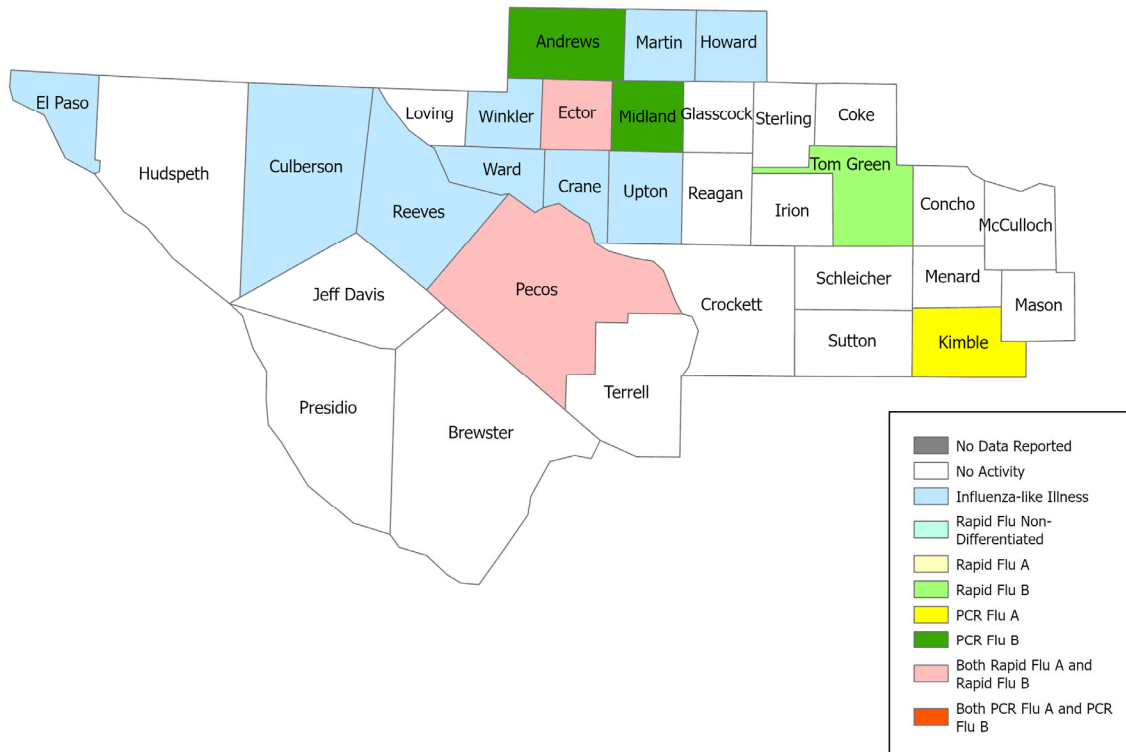 Andrews
Martin
Howard
El Paso
Hudspeth
Culberson
Loving
Winkler
Ector
Midland
Glasscock
Sterling
Coke
Reeves
Ward
Crane
Upton
Reagan
Irion
Tom Green
Concho
McCulloch
Jeff Davis
Pecos
Crockett
Schleicher
Menard
Mason
Sutton
Kimble
Presidio
Brewster
Terrell
No Data Reported
No Activity
Influenza-like Illness
Rapid Flu Non-
Differentiated
Rapid Flu A
Rapid Flu B
PCR Flu A
PCR Flu B
Both Rapid Flu A and
Rapid Flu B
Both PCR Flu A and PCR
Flu B